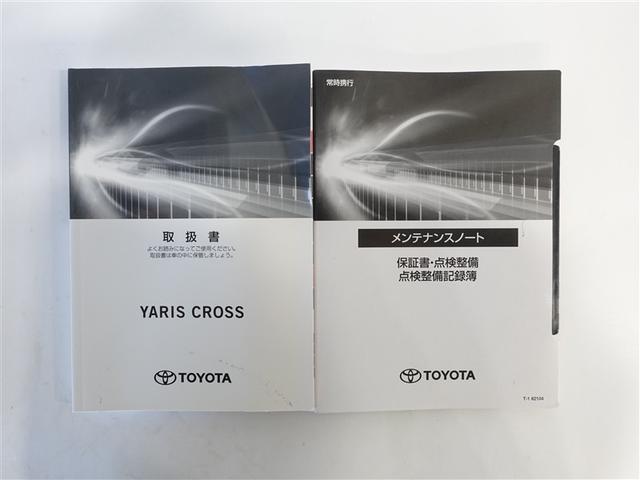 取扱書
よくお読みになってご使用ください。
取扱書は車の中に保管しましょう。
YARIS CROSS
TOYOTA
常時携行
メンテナンスノート
保証書・点検整備
点検整備記録簿
TOYOTA
T-1 62104